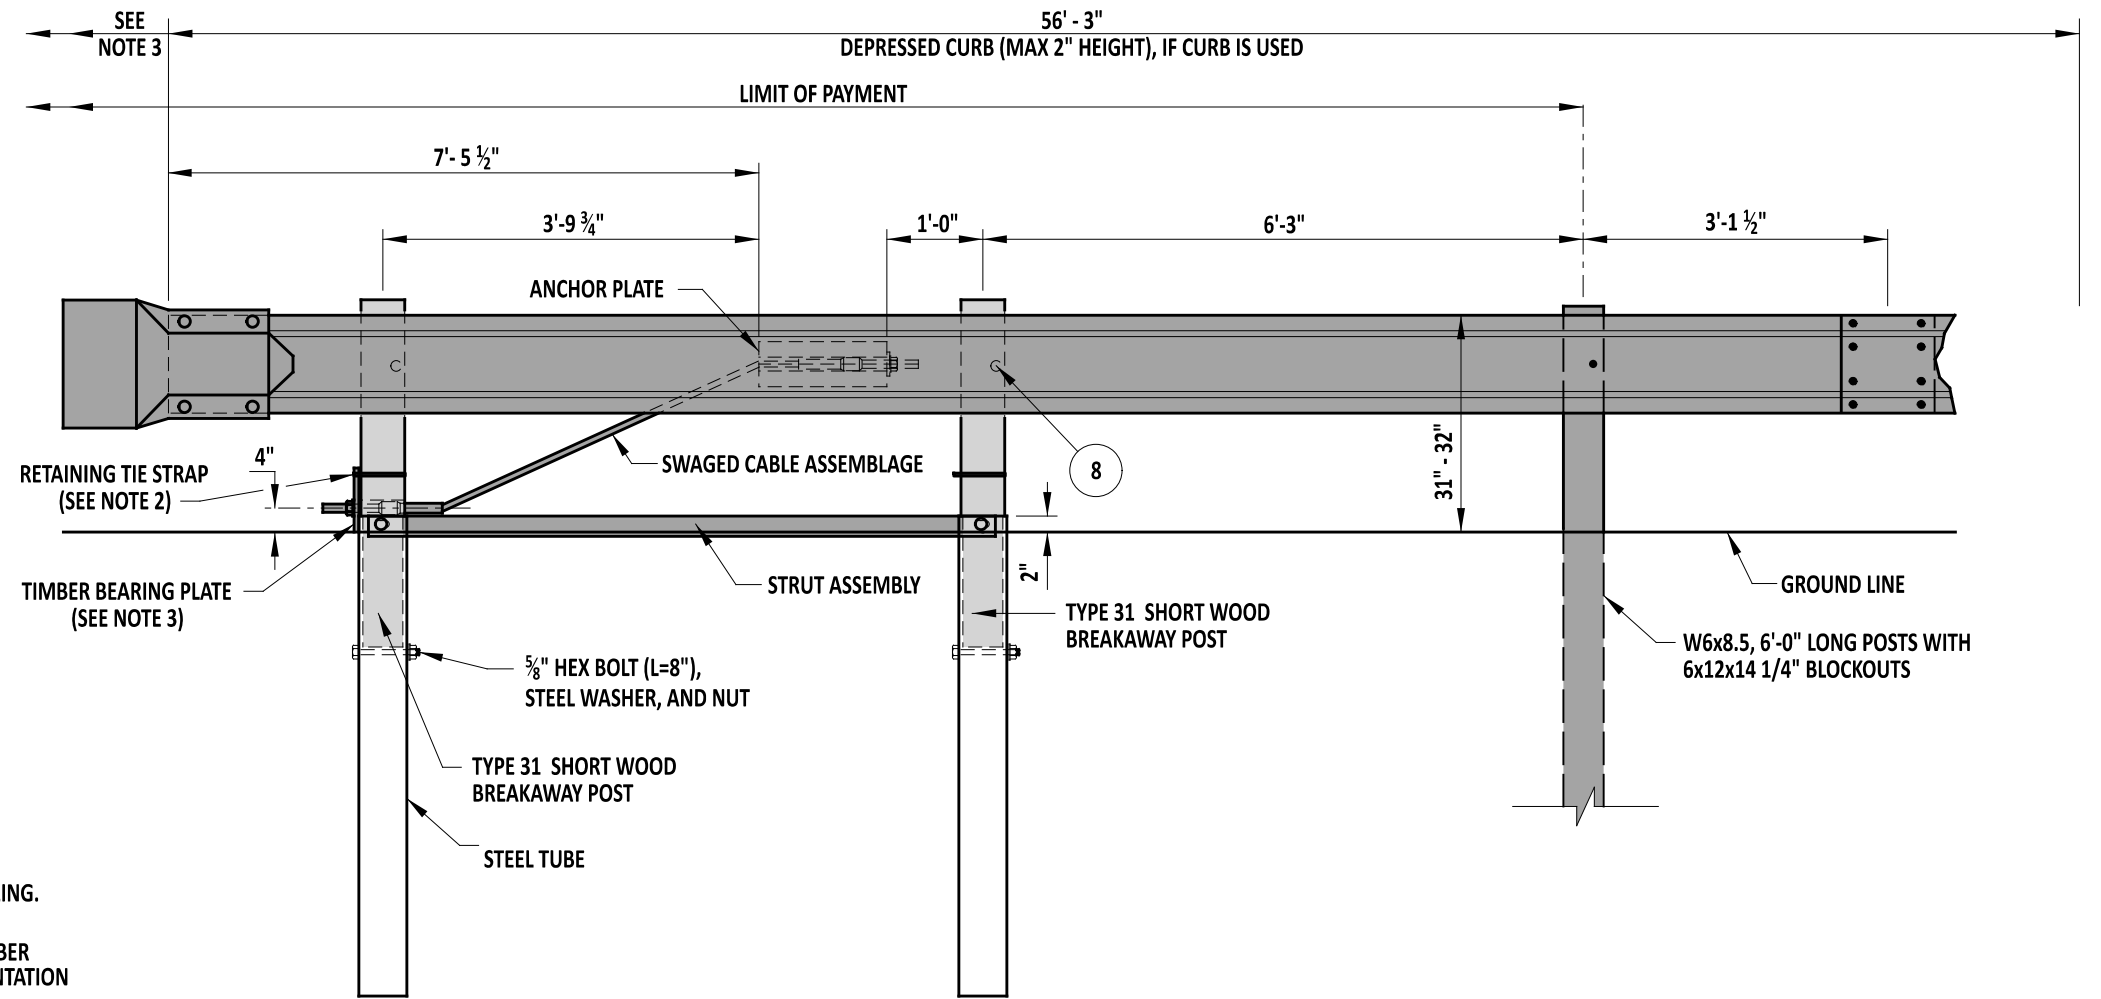 SEE
NOTE 3
56' - 3"
DEPRESSED CURB (MAX 2" HEIGHT), IF CURB IS USED
LIMIT OF PAYMENT
7'- 5 ½"
3'-9 ¾"
1'-0"
6'-3"
3'-1 ½"
ANCHOR PLATE
31" - 32"
4"
RETAINING TIE STRAP
(SEE NOTE 2)
SWAGED CABLE ASSEMBLAGE
8
TIMBER BEARING PLATE
(SEE NOTE 3)
STRUT ASSEMBLY
2"
GROUND LINE
TYPE 31 SHORT WOOD
BREAKAWAY POST
W6x8.5, 6'-0" LONG POSTS WITH
6x12x14 1/4" BLOCKOUTS
⅝" HEX BOLT (L=8"),
STEEL WASHER, AND NUT
TYPE 31 SHORT WOOD
BREAKAWAY POST
STEEL TUBE
ING.
BER
NTATION